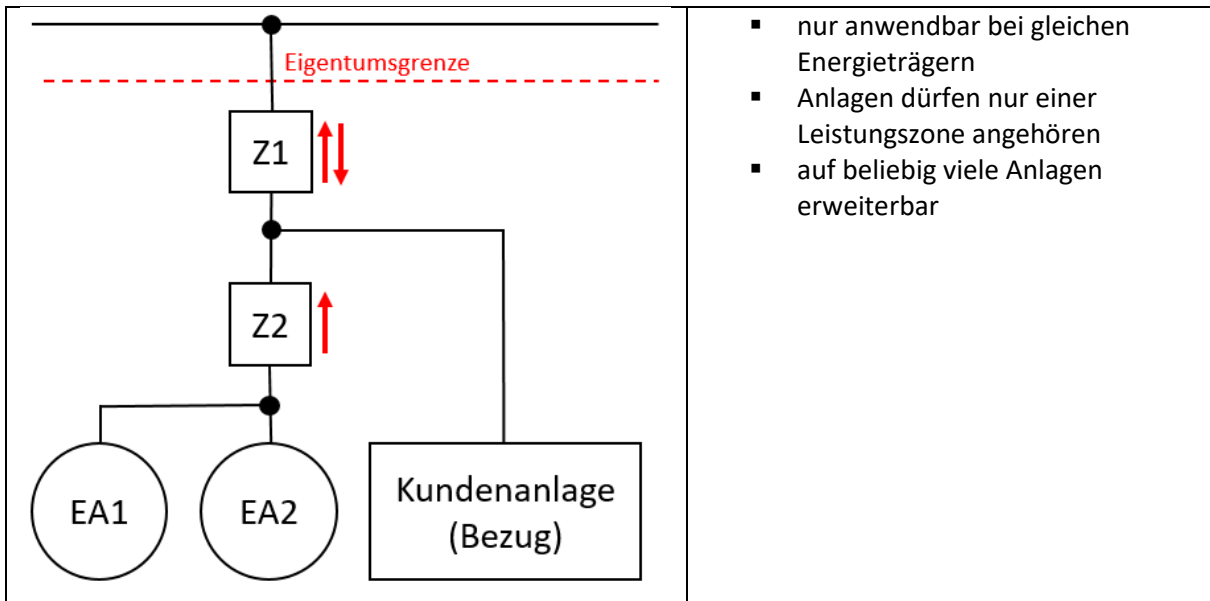 Eigentumsgrenze
Z1
Z2
EA1
EA2
Kundenanlage
(Bezug)
▪ nur anwendbar bei gleichen
Energieträgern
▪ Anlagen dürfen nur einer
Leistungszone angehören
▪ auf beliebig viele Anlagen
erweiterbar